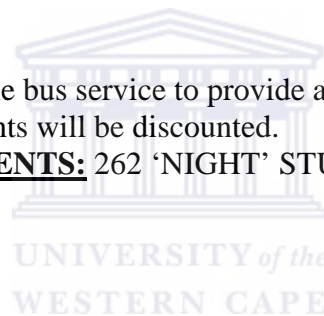 e bus service to provide a
nts will be discounted.
ENTS: 262 ‘NIGHT’ STU
UNIVERSITY of the
WESTERN CAPE